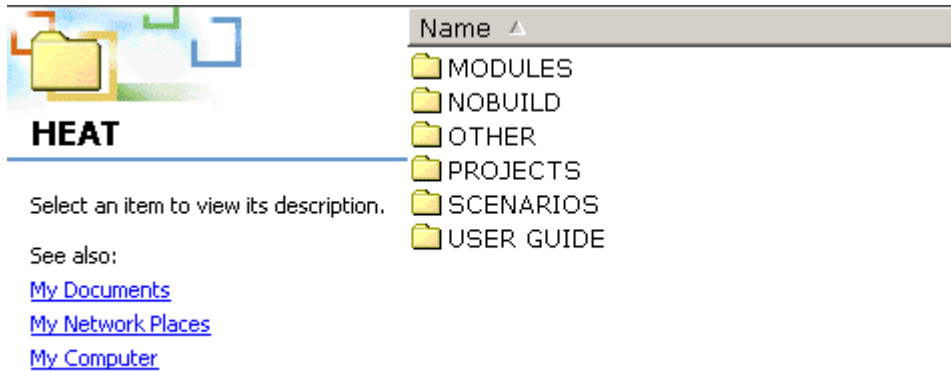 HEAT
Select an item to view its description.
See also:
My Documents
My Network Places
My Computer
Name
MODULES
NOBUILD
OTHER
PROJECTS
SCENARIOS
USER GUIDE